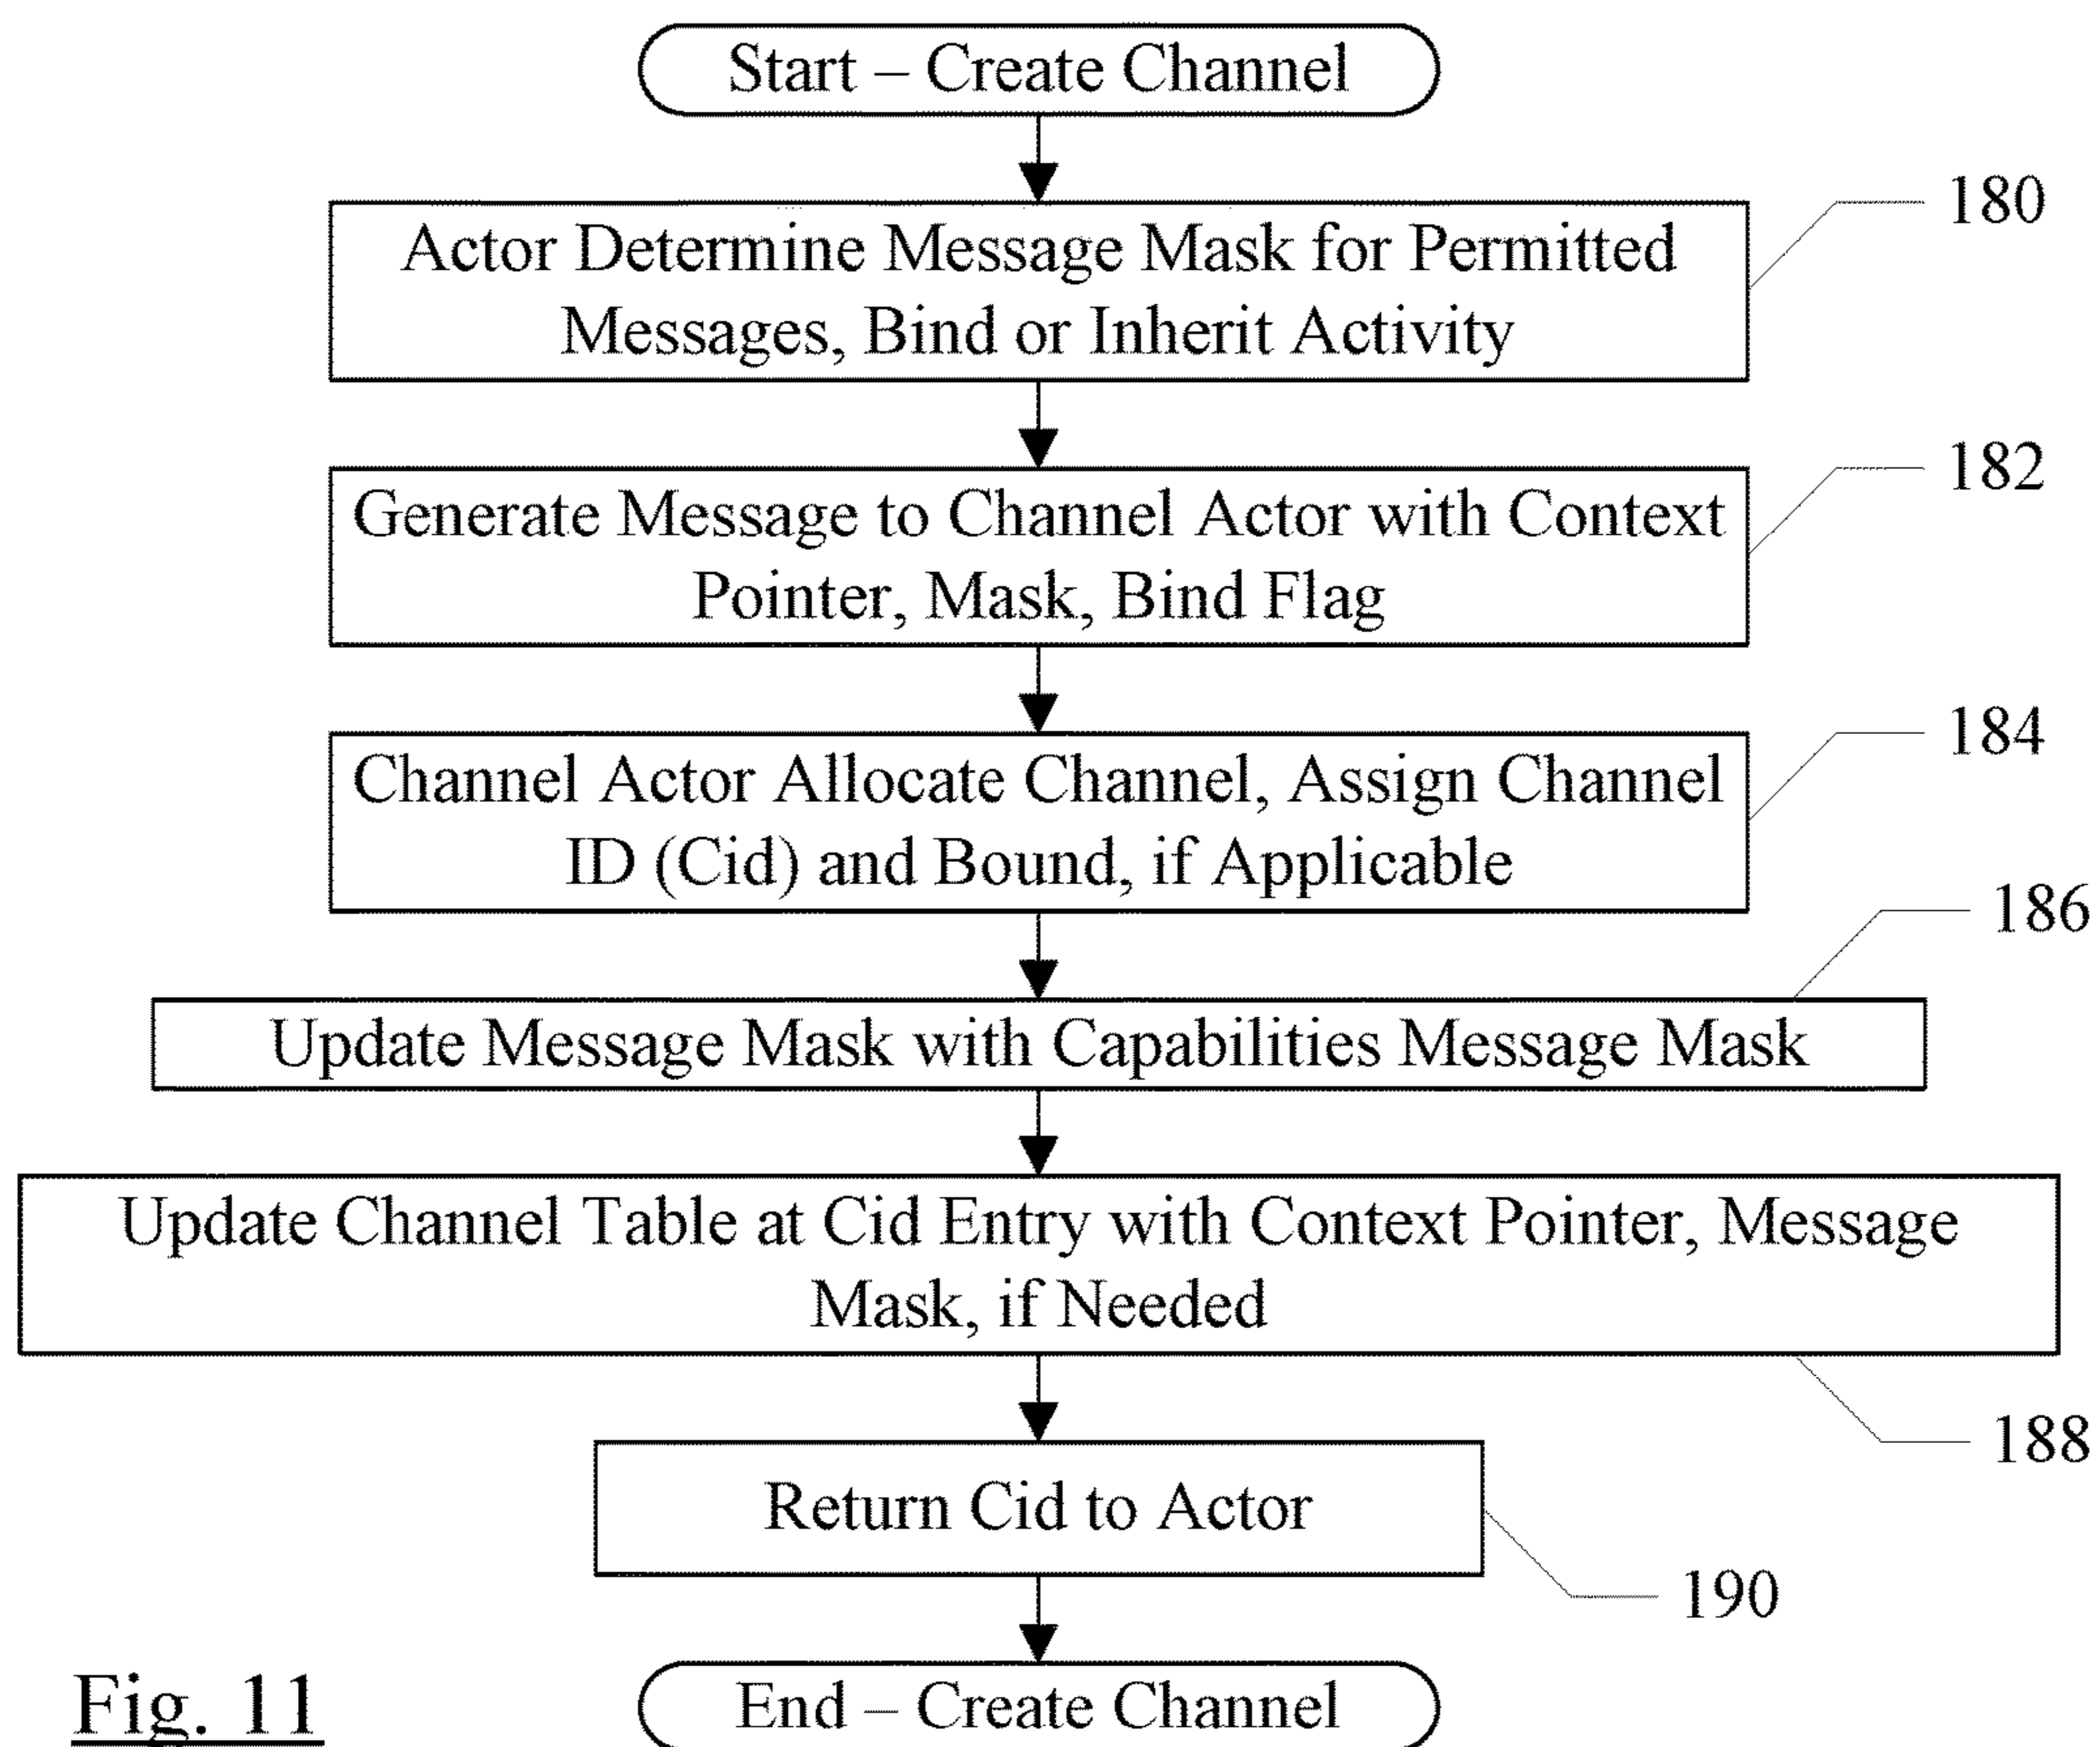 Start – Create Channel
180
Actor Determine Message Mask for Permitted
Messages, Bind or Inherit Activity
182
Generate Message to Channel Actor with Context
Pointer, Mask, Bind Flag
184
Channel Actor Allocate Channel, Assign Channel
ID (Cid) and Bound, if Applicable
186
Update Message Mask with Capabilities Message Mask
Update Channel Table at Cid Entry with Context Pointer, Message
Mask, if Needed
188
Return Cid to Actor
190
End – Create Channel
Fig. 11